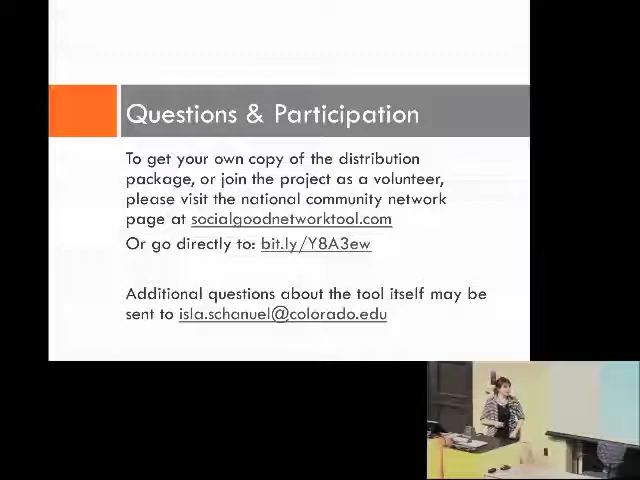 Questions & Participation
To get your own copy of the distribution
package, or join the project as a volunteer,
please visit the national community network
page at socialgoodnetworktool.com
Or go directly to: bit.ly/Y8A3ew
Additional questions about the tool itself may be
sent to isla.schanuel@colorado.edu